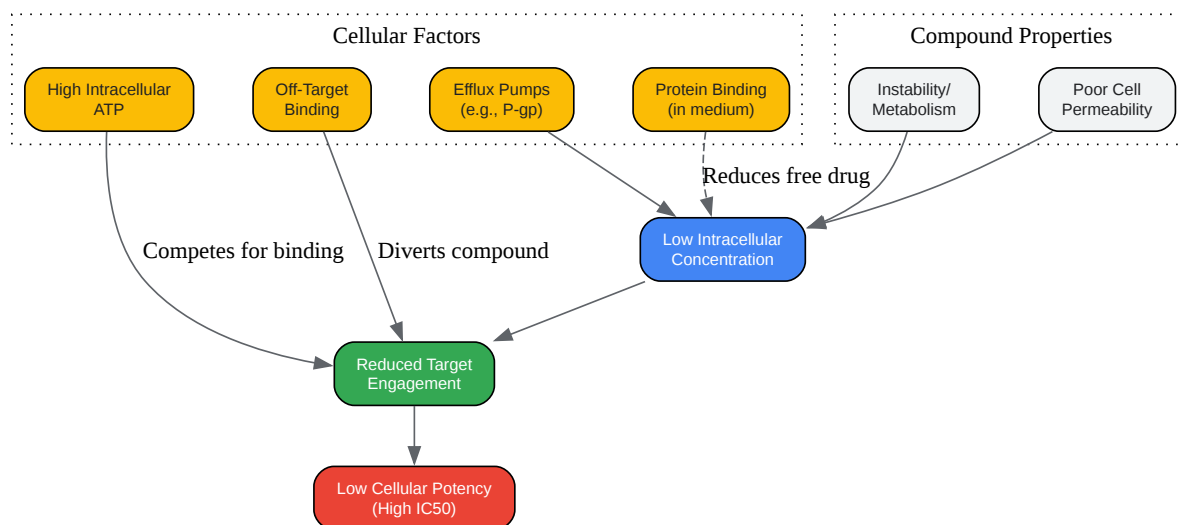 Cellular Factors
Compound Properties
High Intracellular
ATP
Off-Target
Binding
Efflux Pumps
(e.g., P-gp)
Protein Binding
(in medium)
Instability/
Metabolism
Poor Cell
Permeability
Reduces free drug
Competes for binding
Diverts compound
Low Intracellular
Concentration
Reduced Target
Engagement
Low Cellular Potency
(High IC50)